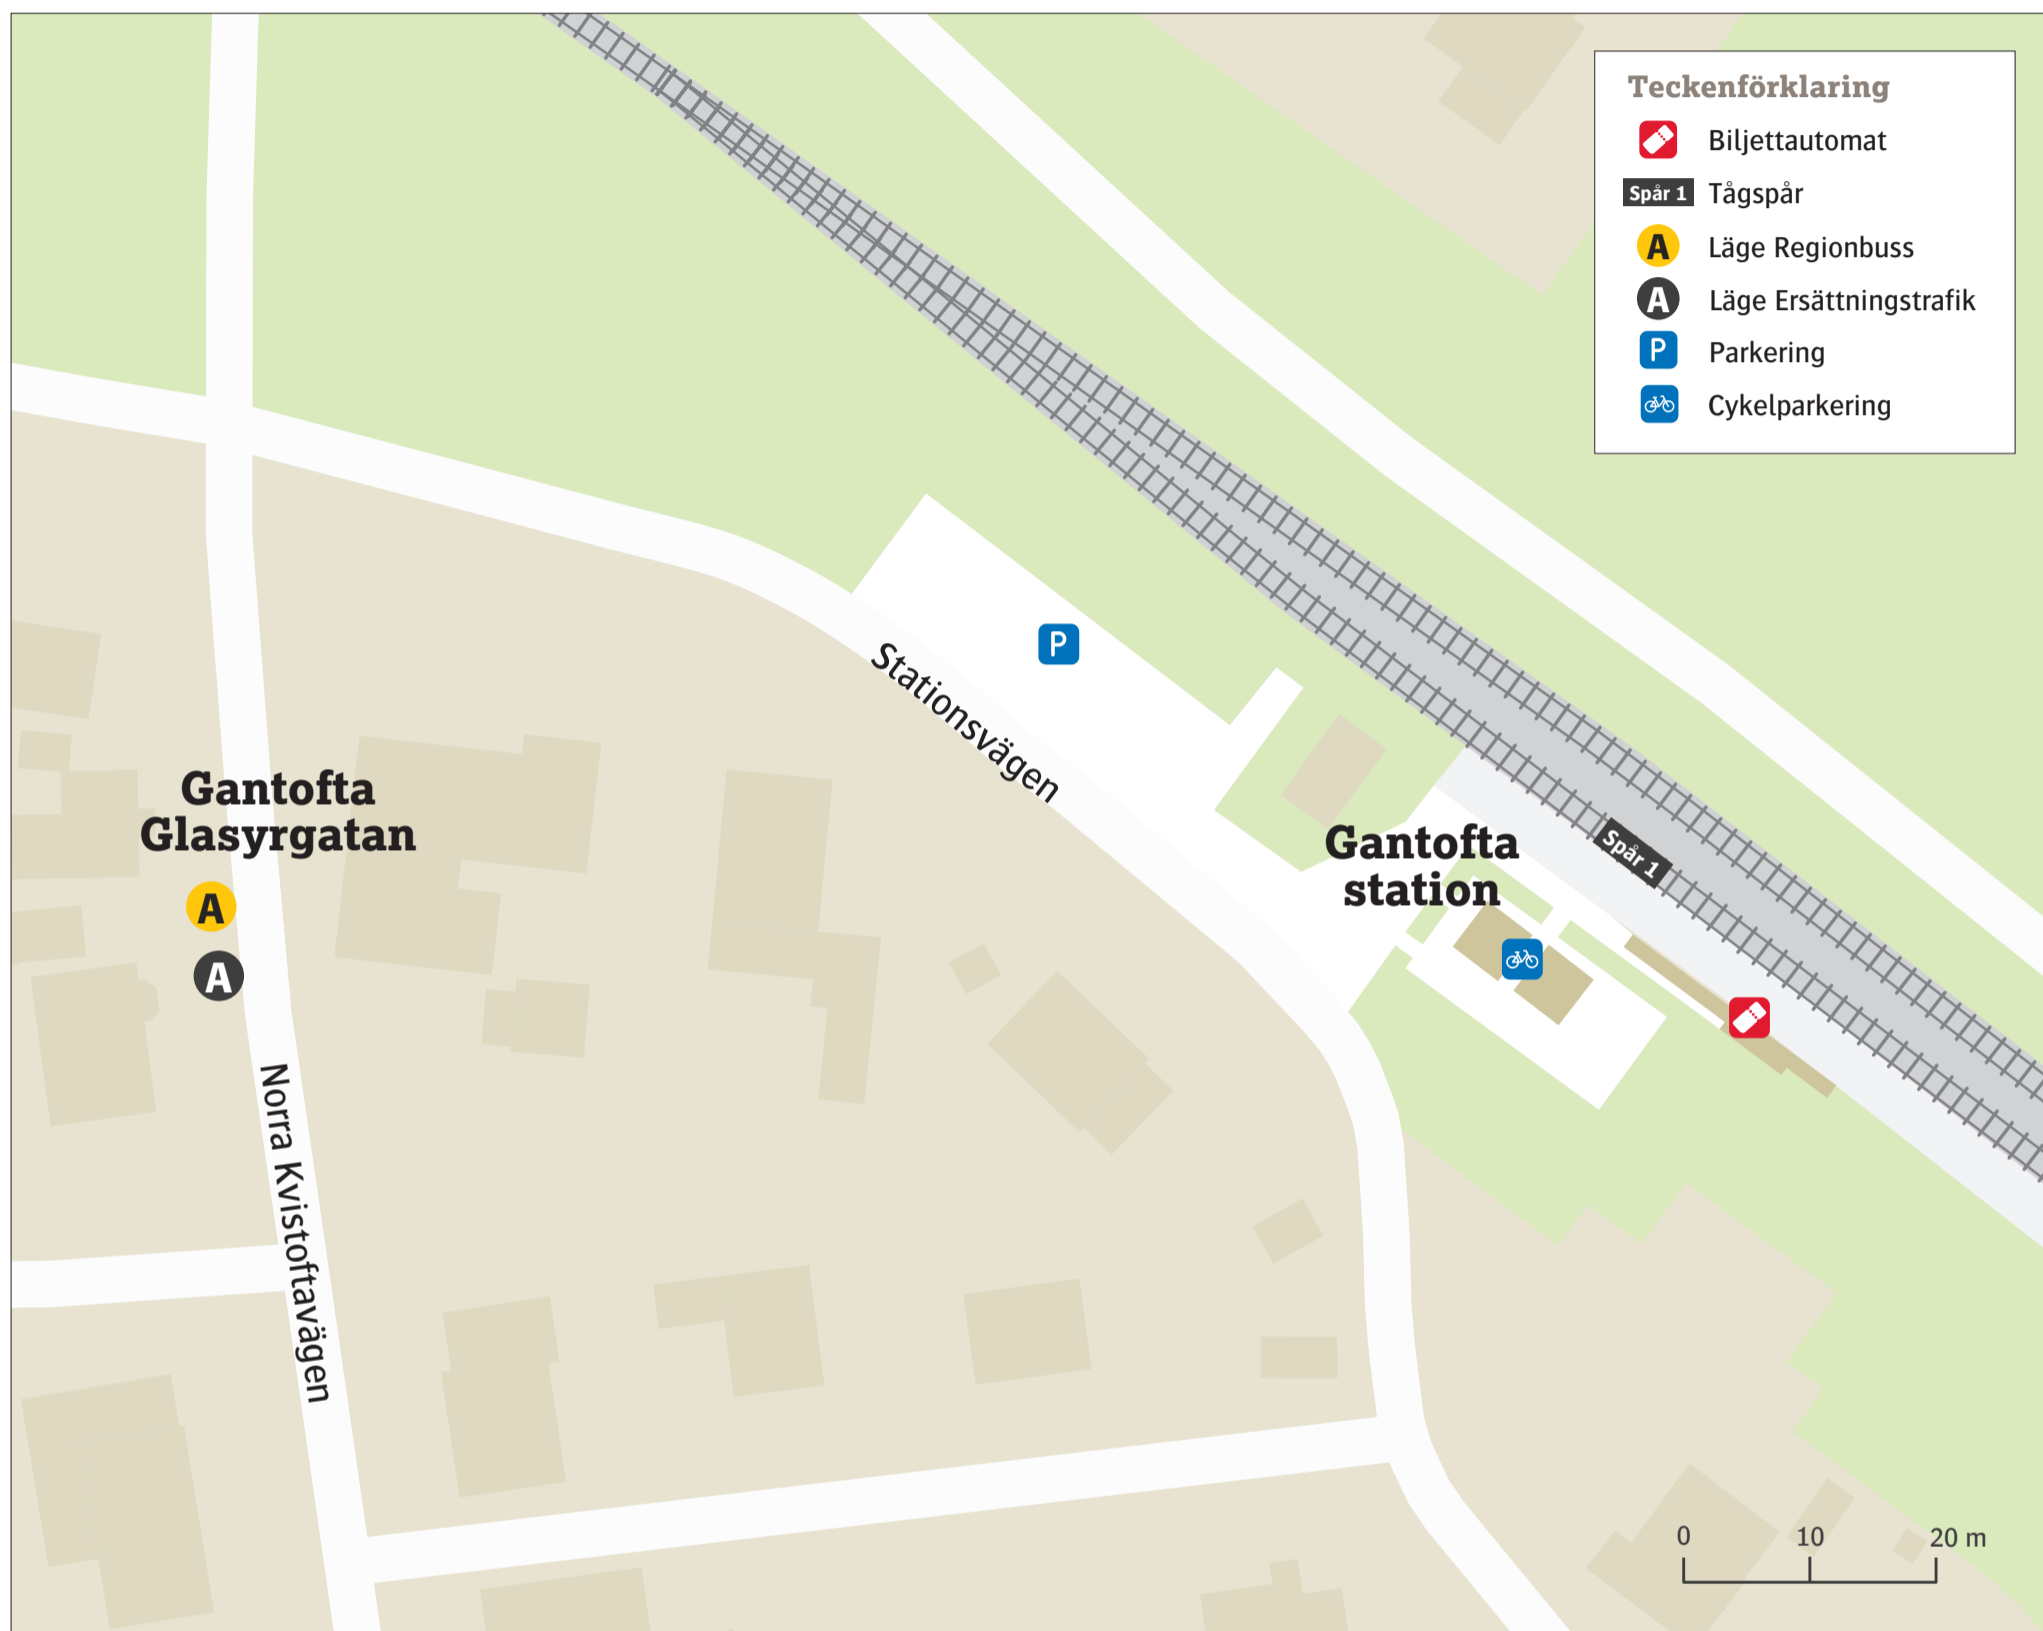 Teckenförklaring
Biljettautomat
Spår 1 Tågspår
A Läge Regionbuss
A Läge Ersättningstrafik
P Parkering
Cykelparkering
P
Stationsvägen
Gantofta
Glasyrgatan
A
A
Gantofta
station
Spår 1
Norra Kvistoftavägen
0 10 20 m